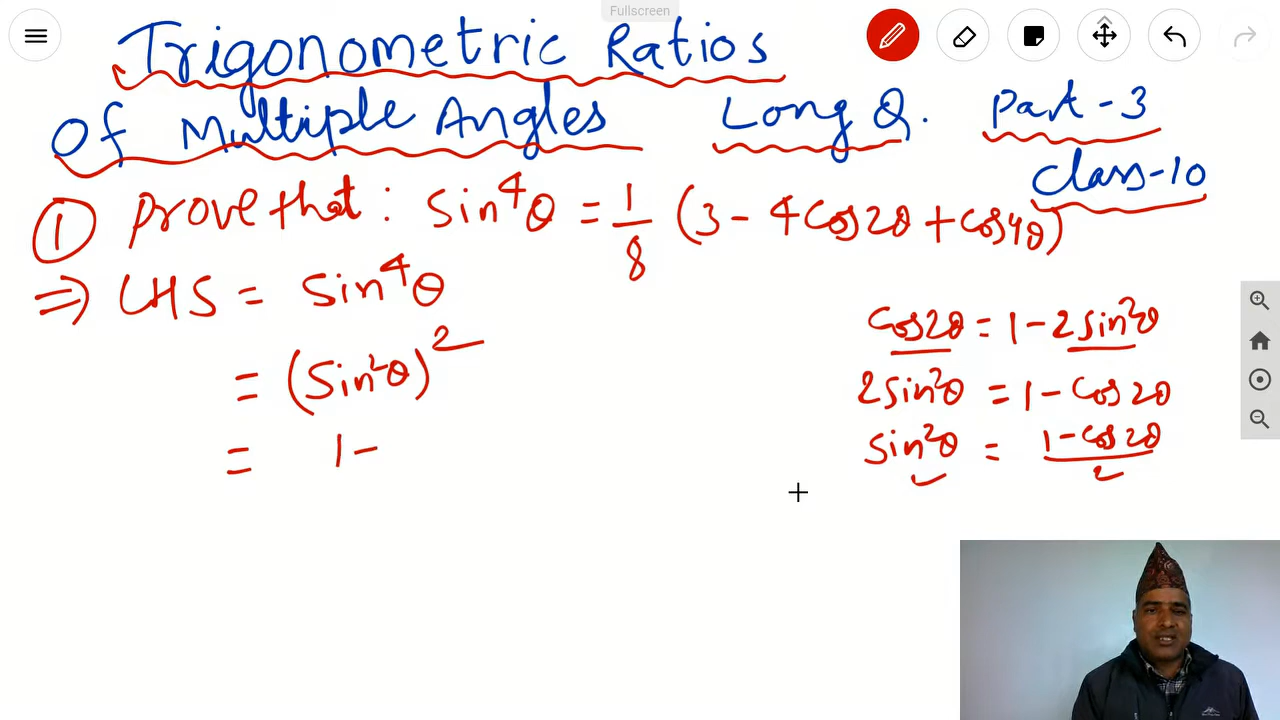 Fullscreen
Trigonometric Ratios
Of Multiple Angles Long Q. Part-3
Class-10
① Prove that: Sin⁴θ = 1/8 (3 - 4Cos2θ + Cos4θ)
⇒ LHS = Sin⁴θ
= (Sin²θ)²
= 1 -
Cos2θ = 1 - 2Sin²θ
2Sin²θ = 1 - Cos2θ
Sin²θ = (1 - Cos2θ)/2